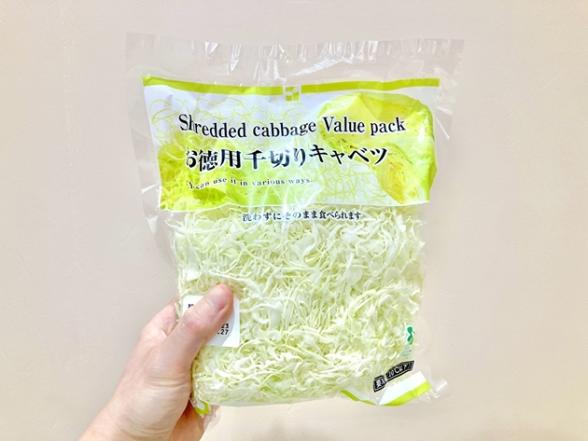 Shredded cabbage Value pack
お徳用千切りキャベツ
can use it in various ways.
洗わずにそのまま食べられます